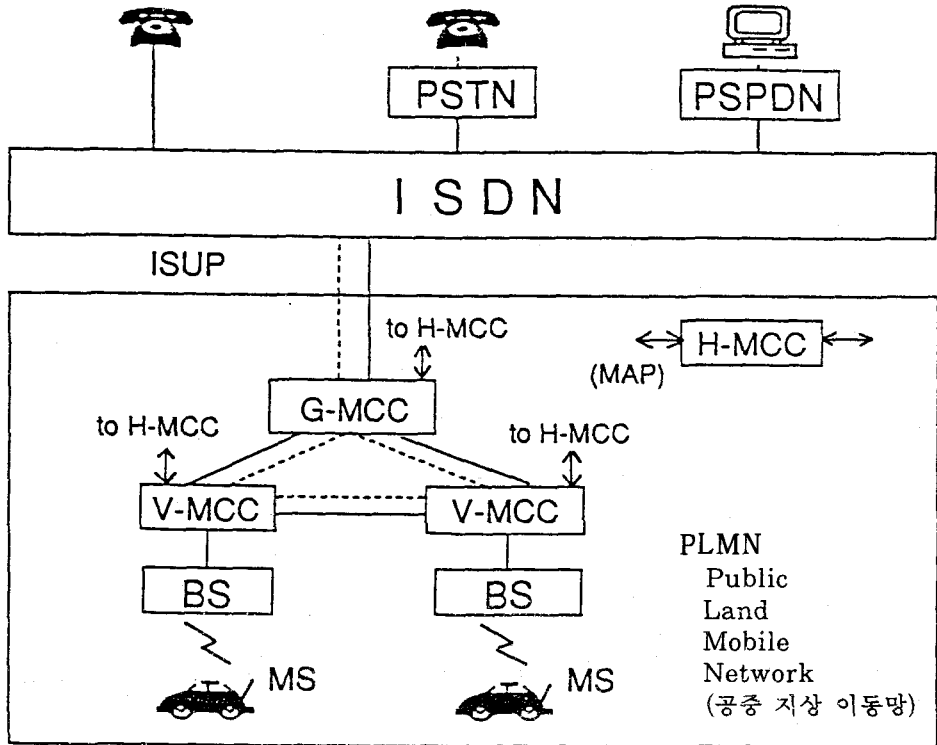 PSTN
PSPDN
ISDN
ISUP
to H-MCC
H-MCC
(MAP)
G-MCC
to H-MCC
to H-MCC
V-MCC
V-MCC
BS
BS
MS
MS
PLMN
Public
Land
Mobile
Network
(공중 지상 이동망)